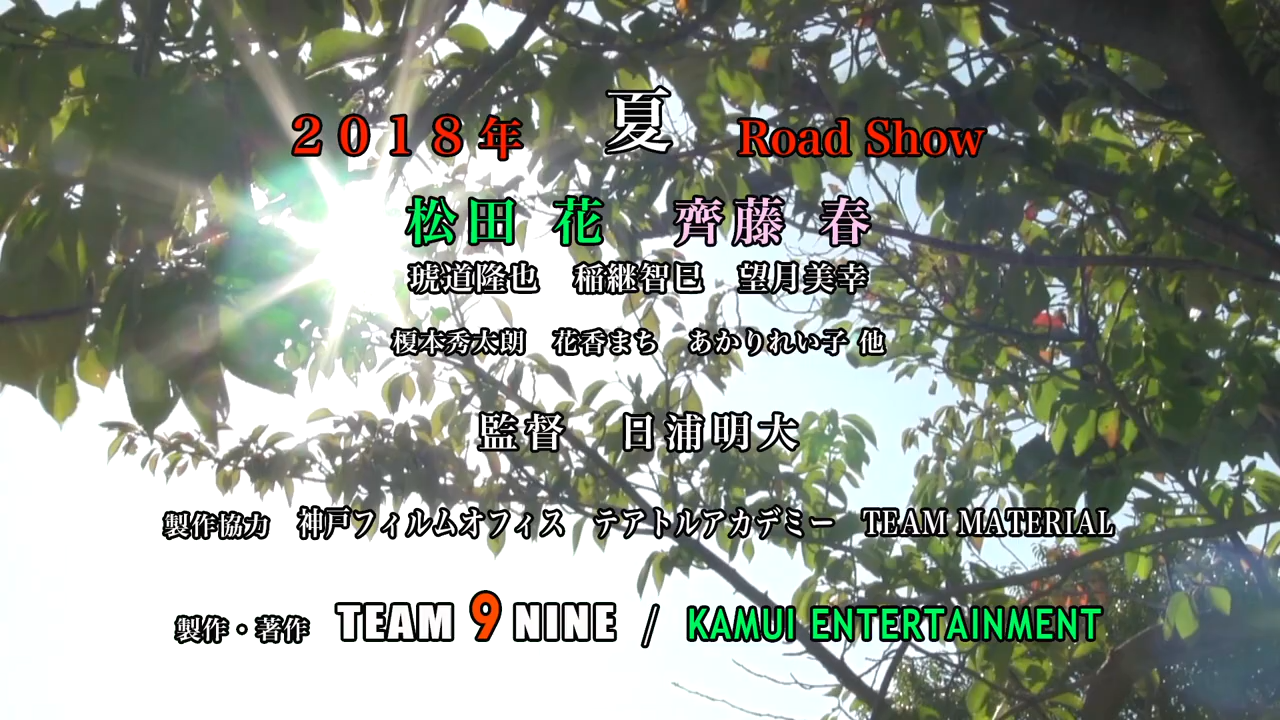 ２０１８年 夏 Road Show
松田 花 齊藤 春
琥道隆也 稲継智巳 望月美幸
榎本秀太朗 花香まち あかりれい子 他
監督 日浦明大
製作協力 神戸フィルムオフィス テアトルアカデミー TEAM MATERIAL
製作・著作 TEAM 9 NINE / KAMUI ENTERTAINMENT